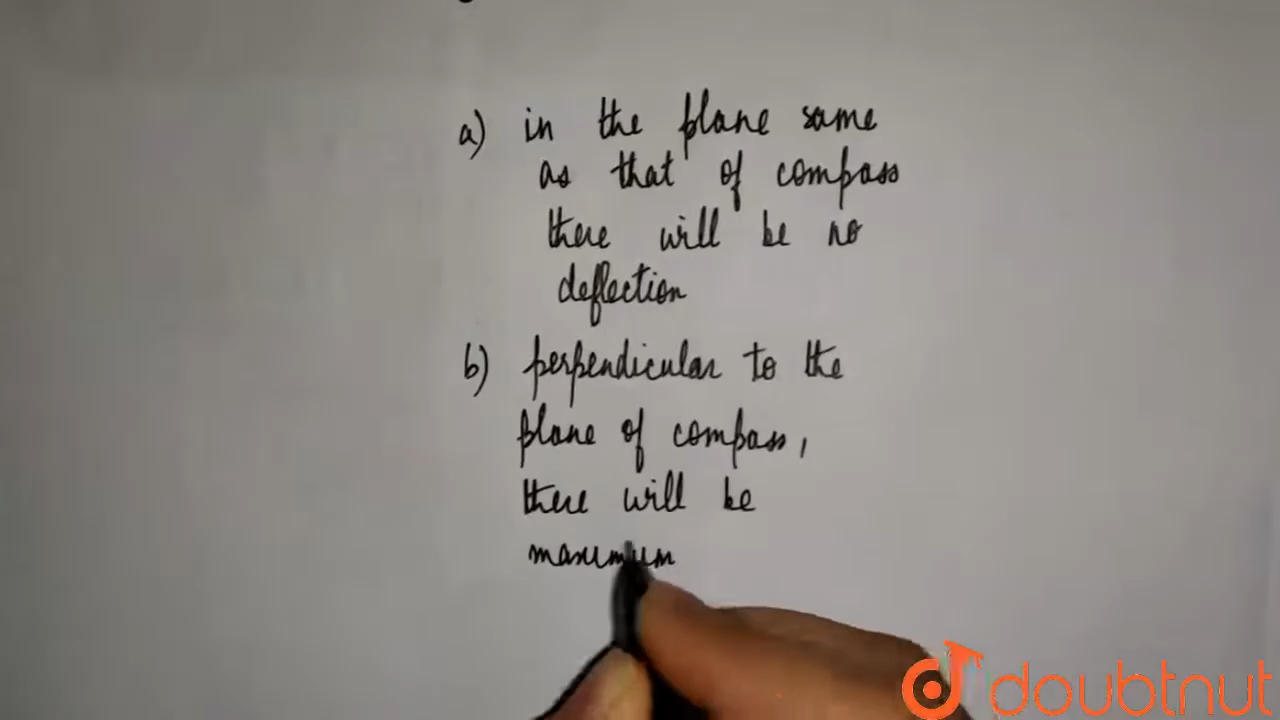 a) in the plane same
as that of compass
there will be no
deflection
b) perpendicular to the
plane of compass,
there will be
maximum
doubtnut